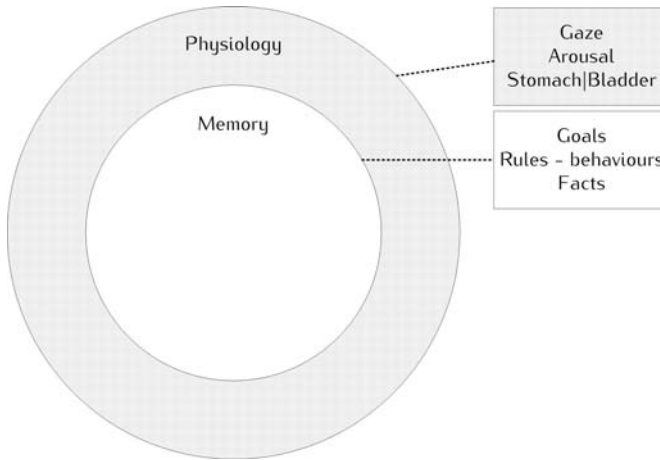 Physiology
Memory
Gaze
Arousal
Stomach|Bladder
Goals
Rules - behaviours
Facts